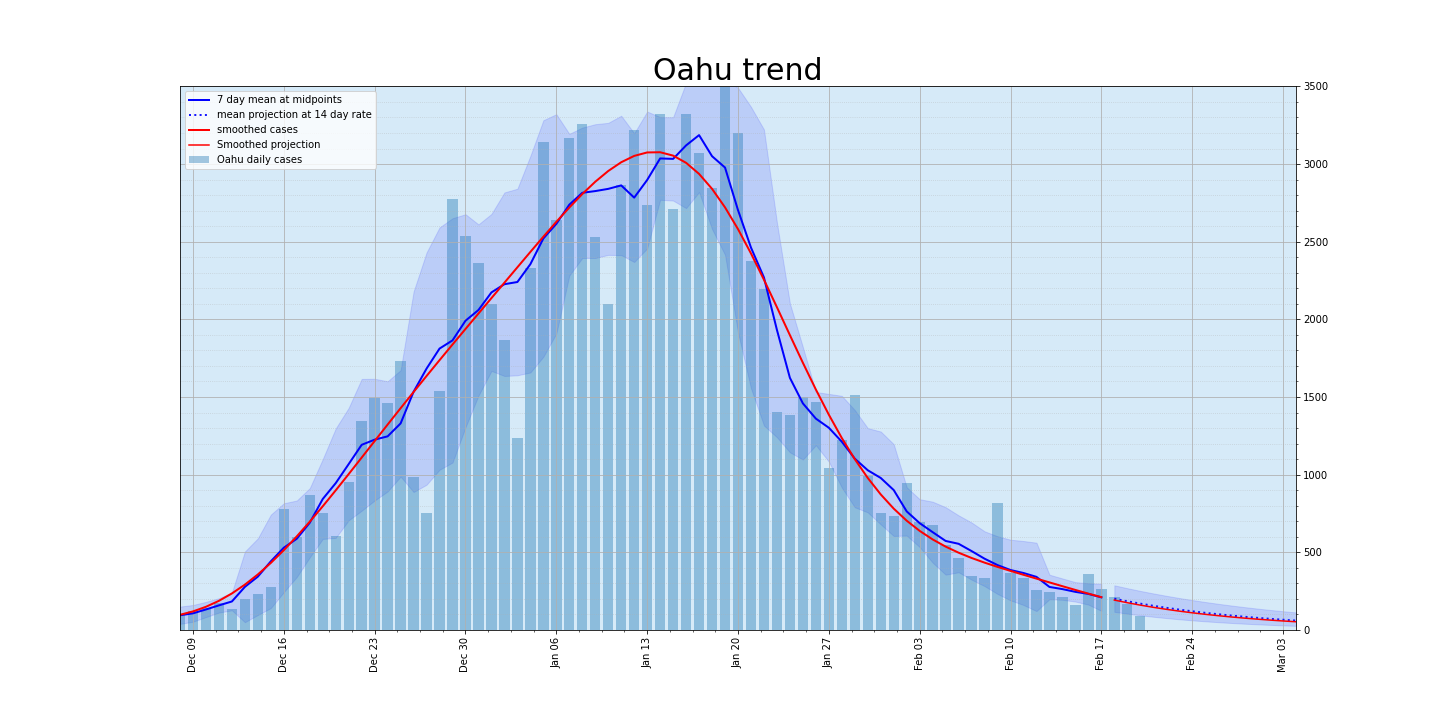 Oahu trend
7 day mean at midpoints
mean projection at 14 day rate
smoothed cases
Smoothed projection
Oahu daily cases
3500
3000
2500
2000
1500
1000
500
0
Dec 09
Dec 16
Dec 23
Dec 30
Jan 06
Jan 13
Jan 20
Jan 27
Feb 03
Feb 10
Feb 17
Feb 24
Mar 03